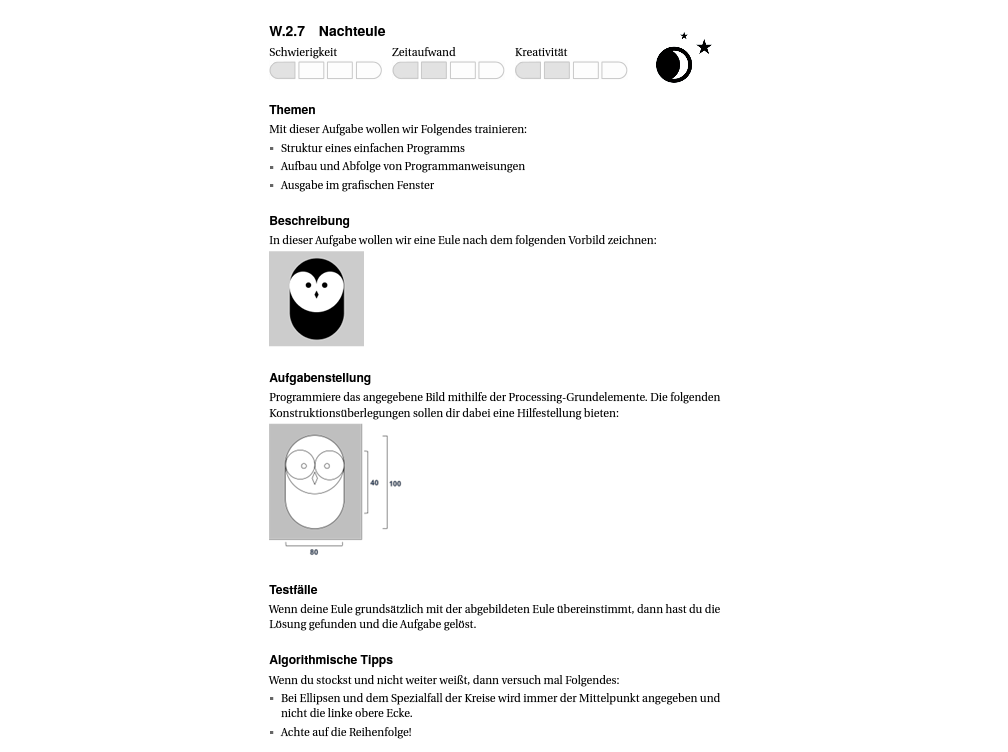 W.2.7 Nachteule
Schwierigkeit Zeitaufwand Kreativität
Themen
Mit dieser Aufgabe wollen wir Folgendes trainieren:
▪ Struktur eines einfachen Programms
▪ Aufbau und Abfolge von Programmanweisungen
▪ Ausgabe im grafischen Fenster
Beschreibung
In dieser Aufgabe wollen wir eine Eule nach dem folgenden Vorbild zeichnen:
Aufgabenstellung
Programmiere das angegebene Bild mithilfe der Processing-Grundelemente. Die folgenden
Konstruktionsüberlegungen sollen dir dabei eine Hilfestellung bieten:
40 100
80
Testfälle
Wenn deine Eule grundsätzlich mit der abgebildeten Eule übereinstimmt, dann hast du die
Lösung gefunden und die Aufgabe gelöst.
Algorithmische Tipps
Wenn du stockst und nicht weiter weißt, dann versuch mal Folgendes:
▪ Bei Ellipsen und dem Spezialfall der Kreise wird immer der Mittelpunkt angegeben und
nicht die linke obere Ecke.
▪ Achte auf die Reihenfolge!